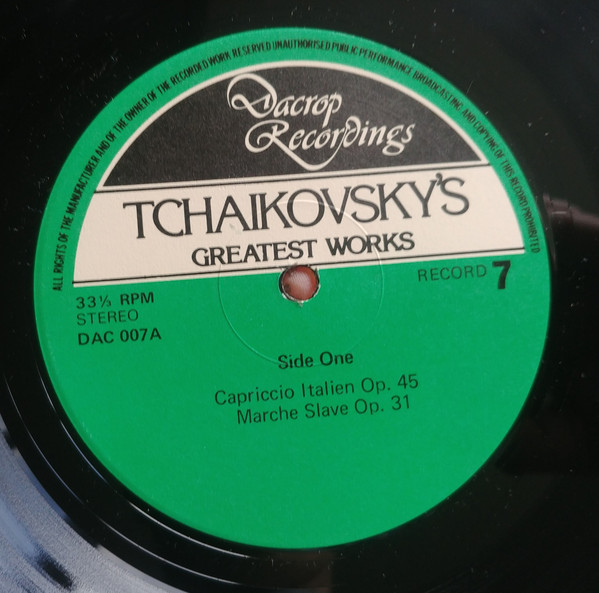 ALL RIGHTS OF THE MANUFACTURER AND OF THE OWNER OF THE RECORDED WORK RESERVED UNAUTHORISED PUBLIC PERFORMANCE BROADCASTING AND COPYING OF THIS RECORD PROHIBITED
Dacrop
Recordings
TCHAIKOVSKY'S
GREATEST WORKS
RECORD 7
33⅓ RPM
STEREO
DAC 007A
Side One
Capriccio Italien Op. 45
Marche Slave Op. 31